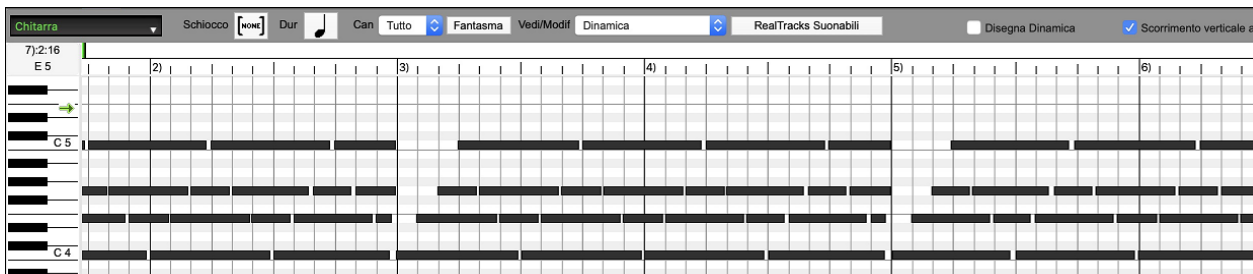 Chitarra Schiocco [NONE] Dur Can Tutto Fantasma Vedi/Modif Dinamica RealTracks Suonabili Disegna Dinamica Scorrimento verticale a
7):2:16
E 5
2) 3) 4) 5) 6)
C 5
C 4